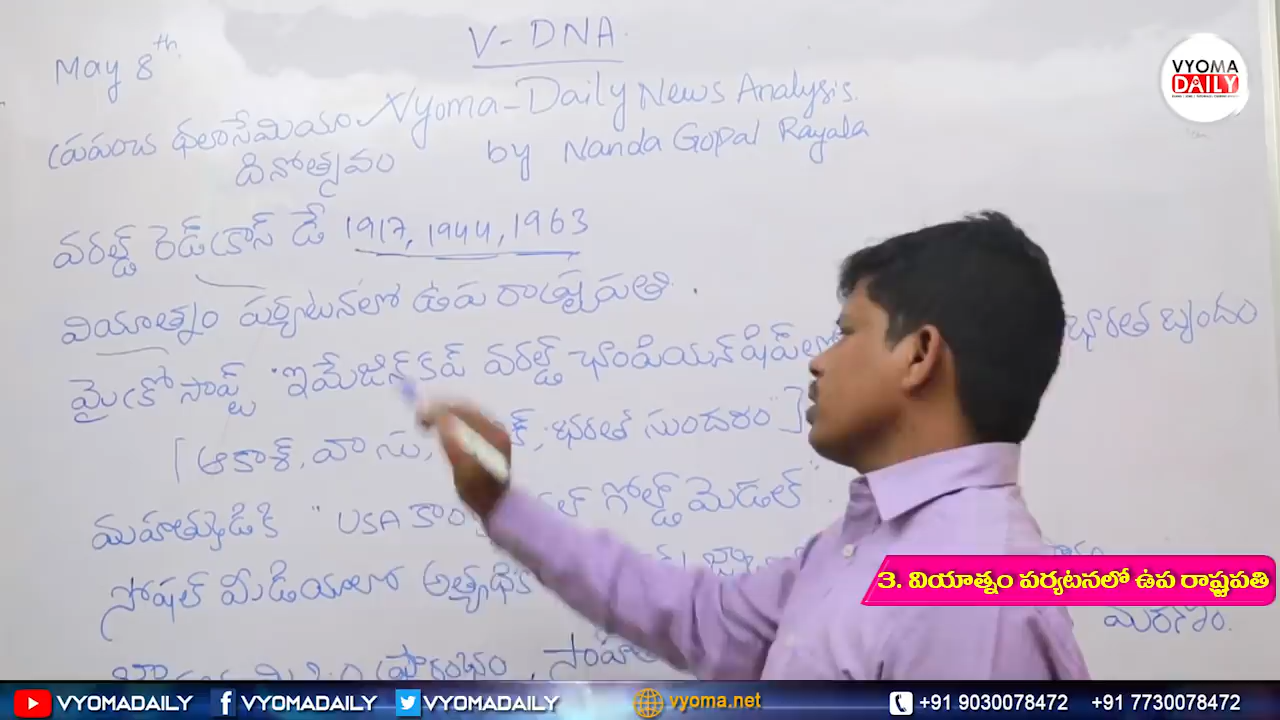 V-DNA
May 8th
Vyoma-Daily News Analysis.
by Nanda Gopal Rayala
ప్రపంచ థలాసేమియం
దినోత్సవం
వరల్డ్ రెడ్‌క్రాస్ డే 1917, 1944, 1963
వియాత్నం పర్యటనలో ఉప రాష్ట్రపతి.
మైక్రోసాఫ్ట్ "ఇమేజిన్‌కప్ వరల్డ్ ఛాంపియన్‌షిప్‌లో భారత బృందం
[ఆకాశ్, వాసు, భరత్ సుందరం"]
మహాత్ముడికి "USA గోల్డ్ మెడల్".
సోషల్ మీడియాలో అత్యధిక
మరణం.
ప్రారంభం,
VYOMA
DAILY
3. వియాత్నం పర్యటనలో ఉప రాష్ట్రపతి
VYOMADAILY VYOMADAILY VYOMADAILY vyoma.net +91 9030078472 +91 7730078472